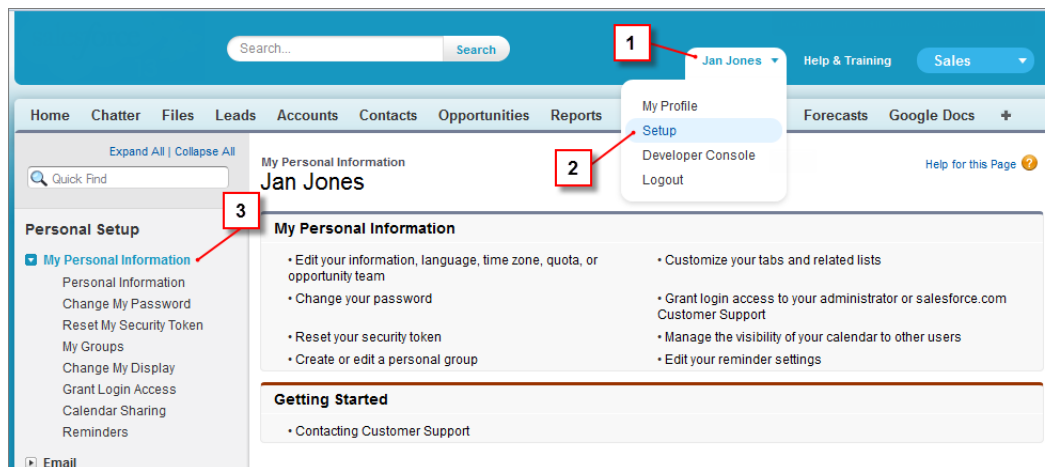 Search...
Search
1
Jan Jones
Help & Training
Sales
My Profile
Setup
Developer Console
Logout
2
Home Chatter Files Leads Accounts Contacts Opportunities Reports Forecasts Google Docs +
Expand All | Collapse All
Quick Find
My Personal Information
Jan Jones
Help for this Page ?
3
Personal Setup
My Personal Information
Personal Information
Change My Password
Reset My Security Token
My Groups
Change My Display
Grant Login Access
Calendar Sharing
Reminders
Email
My Personal Information
• Edit your information, language, time zone, quota, or
opportunity team
• Change your password
• Reset your security token
• Create or edit a personal group
• Customize your tabs and related lists
• Grant login access to your administrator or salesforce.com
Customer Support
• Manage the visibility of your calendar to other users
• Edit your reminder settings
Getting Started
• Contacting Customer Support